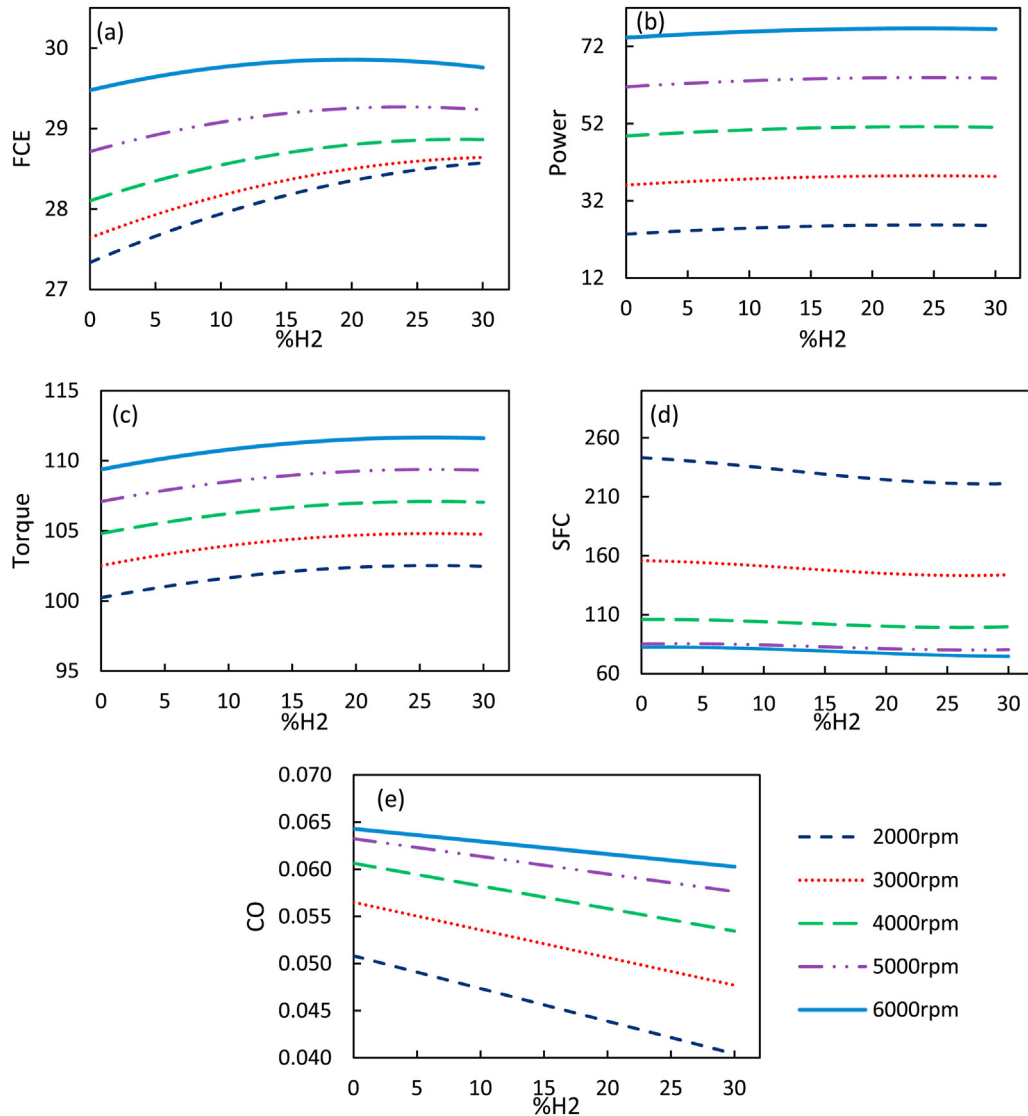 (a)
30
29
28
27
FCE
0 5 10 15 20 25 30
%H2
(b)
72
52
32
12
Power
0 5 10 15 20 25 30
%H2
(c)
115
110
105
100
95
Torque
0 5 10 15 20 25 30
%H2
(d)
260
210
160
110
60
SFC
0 5 10 15 20 25 30
%H2
(e)
0.070
0.065
0.060
0.055
0.050
0.045
0.040
CO
0 5 10 15 20 25 30
%H2
2000rpm
3000rpm
4000rpm
5000rpm
6000rpm